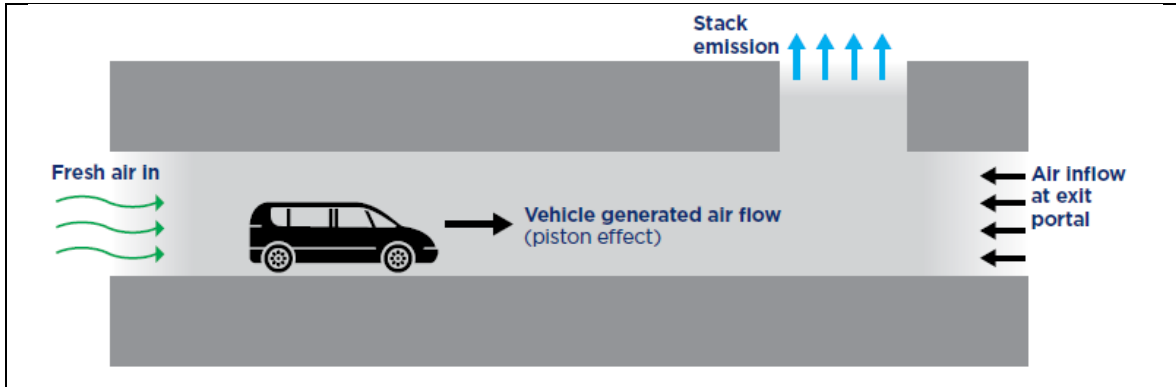 Stack
emission
Fresh air in
Vehicle generated air flow
(piston effect)
Air inflow
at exit
portal